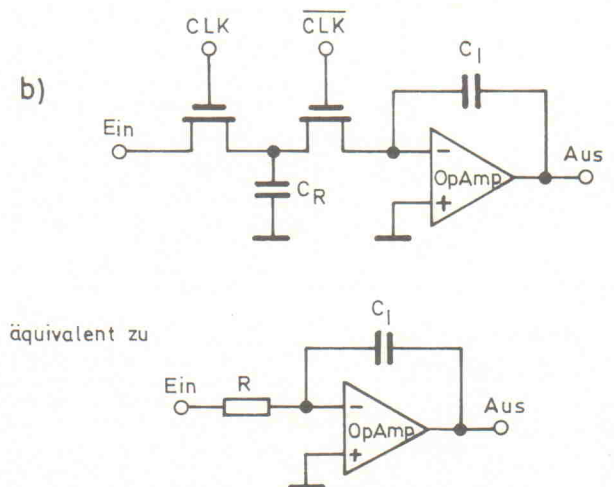 CLK
CLK
b)
C_I
Ein
C_R
-
OpAmp
+
Aus
äquivalent zu
C_I
Ein
R
-
OpAmp
+
Aus